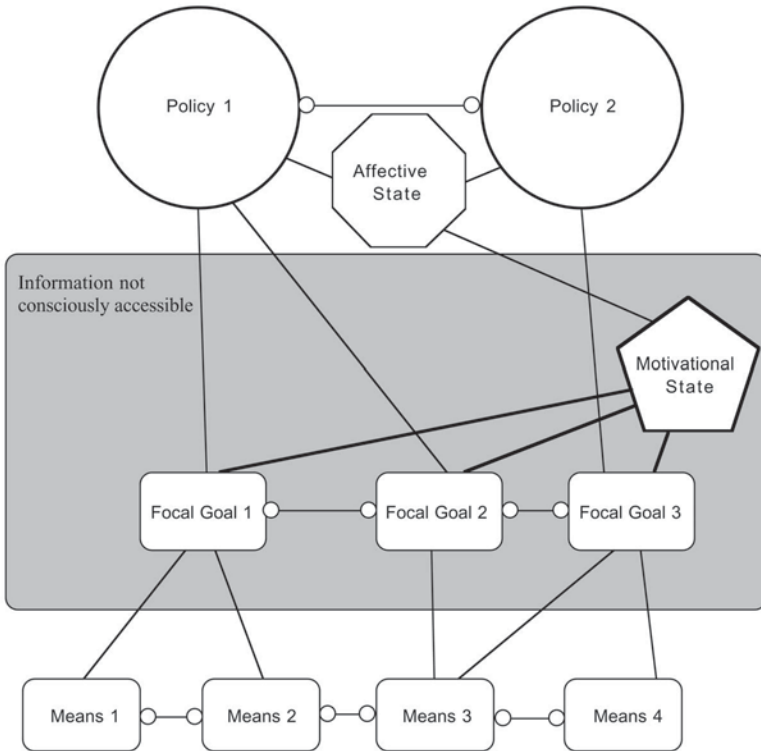 Policy 1
Policy 2
Affective
State
Information not
consciously accessible
Motivational
State
Focal Goal 1
Focal Goal 2
Focal Goal 3
Means 1
Means 2
Means 3
Means 4